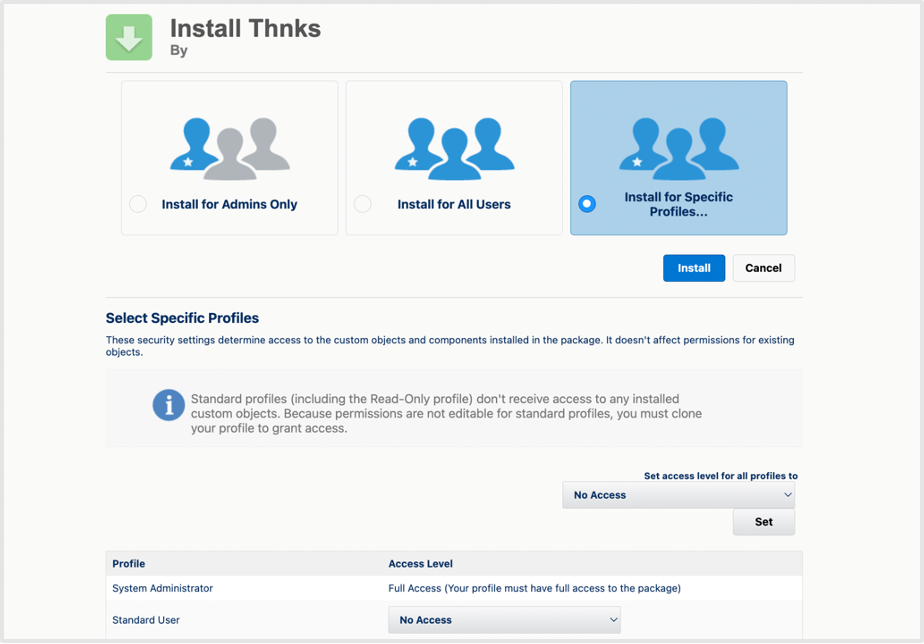 Install Thnks
By
Install for Admins Only
Install for All Users
Install for Specific
Profiles...
Install
Cancel
Select Specific Profiles
These security settings determine access to the custom objects and components installed in the package. It doesn't affect permissions for existing
objects.
Standard profiles (including the Read-Only profile) don't receive access to any installed
custom objects. Because permissions are not editable for standard profiles, you must clone
your profile to grant access.
Set access level for all profiles to
No Access
Set
Profile Access Level
System Administrator Full Access (Your profile must have full access to the package)
Standard User No Access